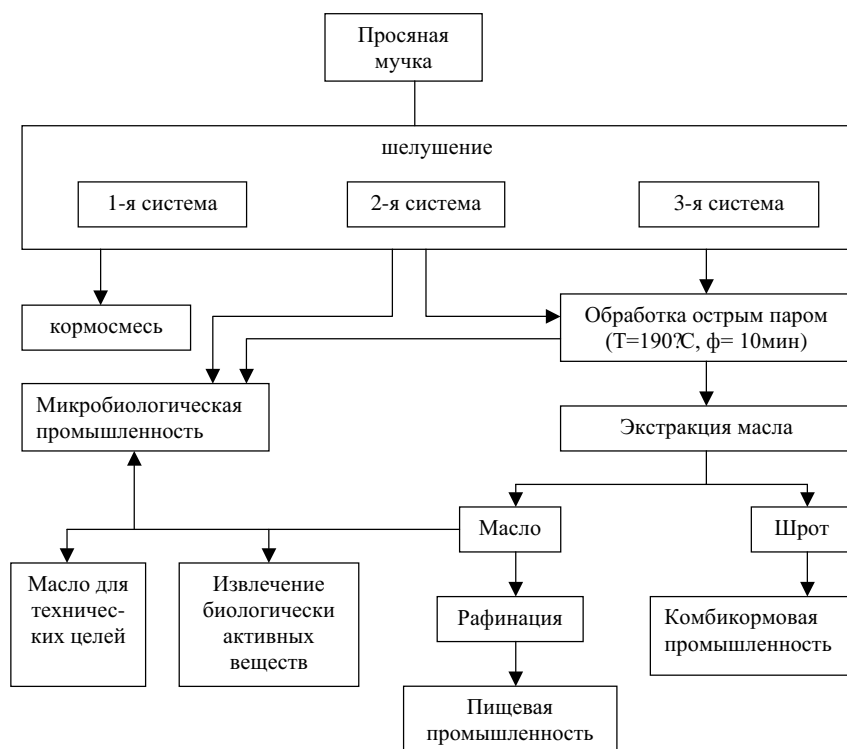 Просяная
мучка
шелушение
1-я система
2-я система
3-я система
кормосмесь
Обработка острым паром
(Т=190?С, ф= 10мин)
Микробиологическая
промышленность
Экстракция масла
Масло
Шрот
Масло для
техничес-
ких целей
Извлечение
биологически
активных
веществ
Рафинация
Комбикормовая
промышленность
Пищевая
промышленность